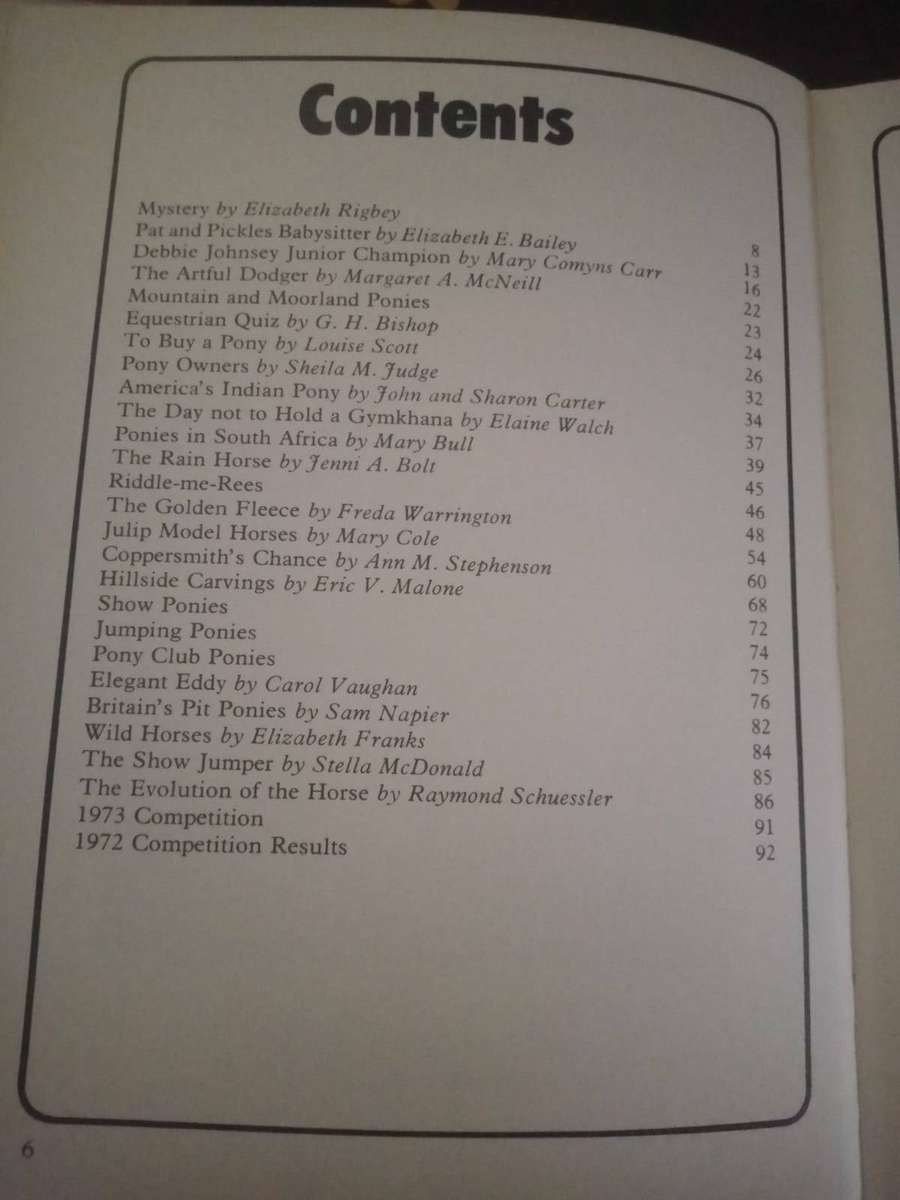 Contents
Mystery by Elizabeth Rigbey 8
Pat and Pickles Babysitter by Elizabeth E. Bailey 13
Debbie Johnsey Junior Champion by Mary Comyns Carr 16
The Artful Dodger by Margaret A. McNeill 22
Mountain and Moorland Ponies 23
Equestrian Quiz by G. H. Bishop 24
To Buy a Pony by Louise Scott 26
Pony Owners by Sheila M. Judge 32
America's Indian Pony by John and Sharon Carter 34
The Day not to Hold a Gymkhana by Elaine Walch 37
Ponies in South Africa by Mary Bull 39
The Rain Horse by Jenni A. Bolt 45
Riddle-me-Rees 46
The Golden Fleece by Freda Warrington 48
Julip Model Horses by Mary Cole 54
Coppersmith's Chance by Ann M. Stephenson 60
Hillside Carvings by Eric V. Malone 68
Show Ponies 72
Jumping Ponies 74
Pony Club Ponies 75
Elegant Eddy by Carol Vaughan 76
Britain's Pit Ponies by Sam Napier 82
Wild Horses by Elizabeth Franks 84
The Show Jumper by Stella McDonald 85
The Evolution of the Horse by Raymond Schuessler 86
1973 Competition 91
1972 Competition Results 92
6